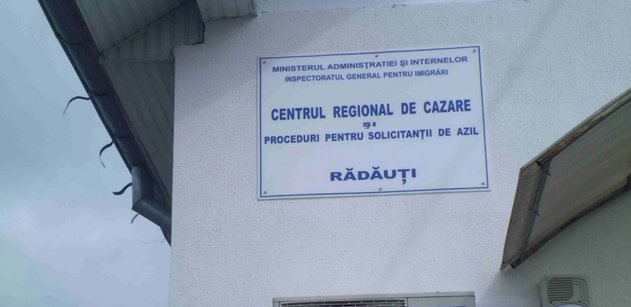 MINISTERUL ADMINISTRAȚIEI ȘI INTERNELOR
INSPECTORATUL GENERAL PENTRU IMIGRĂRI
CENTRUL REGIONAL DE CAZARE
și
PROCEDURI PENTRU SOLICITANȚII DE AZIL
RĂDĂUȚI